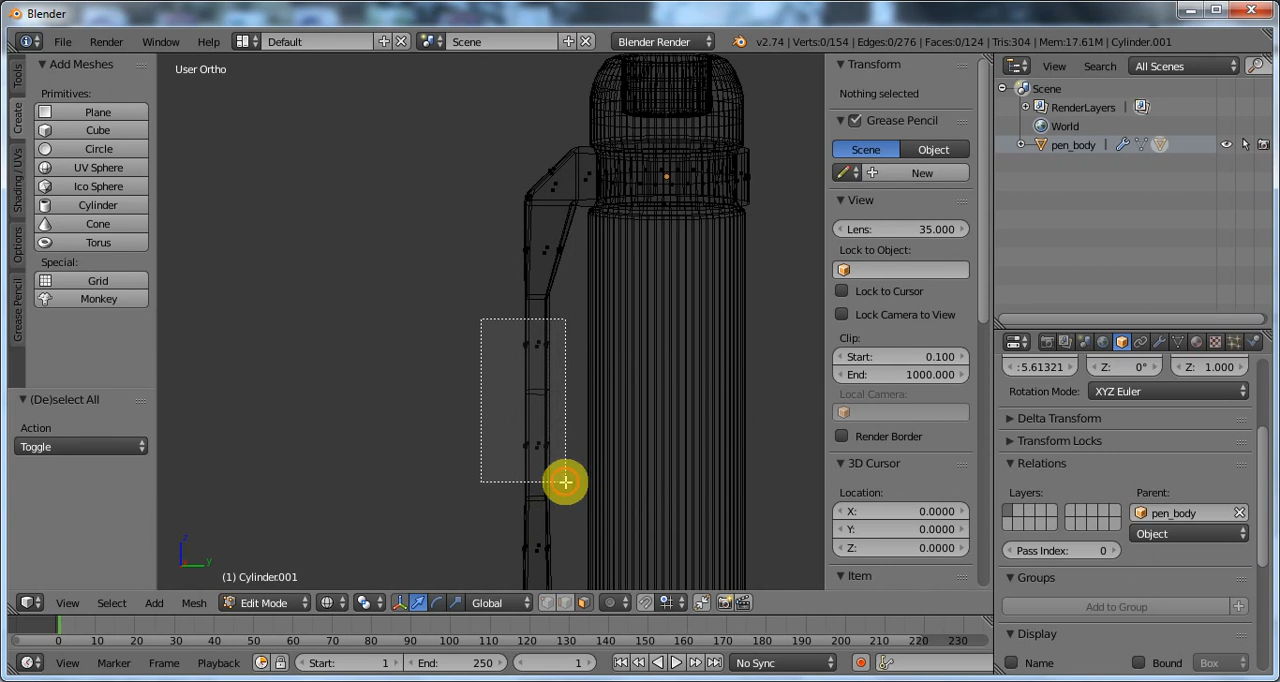 Blender
File Render Window Help Default Scene Blender Render v2.74 | Verts:0/154 | Edges:0/276 | Faces:0/124 | Tris:304 | Mem:17.61M | Cylinder.001
Tools
Create
Shading / UVs
Options
Grease Pencil
Add Meshes
Primitives:
Plane
Cube
Circle
UV Sphere
Ico Sphere
Cylinder
Cone
Torus
Special:
Grid
Monkey
(De)select All
Action
Toggle
User Ortho
z
y
(1) Cylinder.001
Transform
Nothing selected
Grease Pencil
Scene Object
New
View
Lens: 35.000
Lock to Object:
Lock to Cursor
Lock Camera to View
Clip:
Start: 0.100
End: 1000.000
Local Camera:
Render Border
3D Cursor
Location:
X: 0.0000
Y: 0.0000
Z: 0.0000
Item
View Search All Scenes
Scene
RenderLayers
World
pen_body
:5.61321 Z: 0° Z: 1.000
Rotation Mode: XYZ Euler
Delta Transform
Transform Locks
Relations
Layers: Parent:
pen_body
Object
Pass Index: 0
Groups
Add to Group
Display
Name Bound Box
View Select Add Mesh Edit Mode Global
0 10 20 30 40 50 60 70 80 90 100 110 120 130 140 150 160 170 180 190 200 210 220 230
View Marker Frame Playback Start: 1 End: 250 1 No Sync